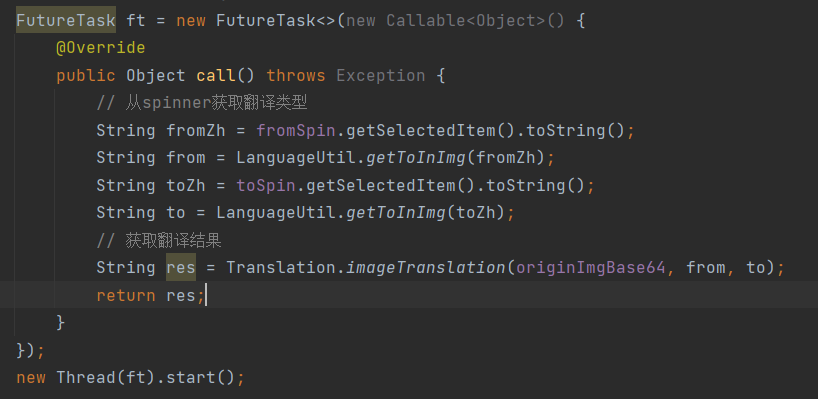 FutureTask ft = new FutureTask<>(new Callable<Object>() {
@Override
public Object call() throws Exception {
// 从spinner获取翻译类型
String fromZh = fromSpin.getSelectedItem().toString();
String from = LanguageUtil.getToInImg(fromZh);
String toZh = toSpin.getSelectedItem().toString();
String to = LanguageUtil.getToInImg(toZh);
// 获取翻译结果
String res = Translation.imageTranslation(originImgBase64, from, to);
return res;
}
});
new Thread(ft).start();